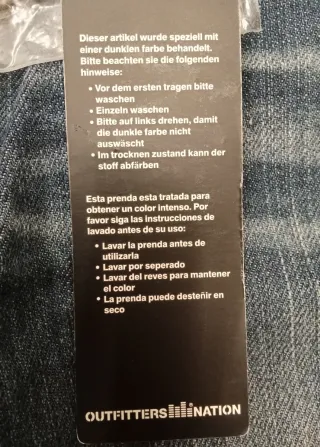 Dieser artikel wurde speziell mit
einer dunklen farbe behandelt.
Bitte beachten sie die folgenden
hinweise:
• Vor dem ersten tragen bitte
waschen
• Einzeln waschen
• Bitte auf links drehen, damit
die dunkle farbe nicht
auswäscht
• Im trocknen zustand kann der
stoff abfärben
Esta prenda esta tratada para
obtener un color intenso. Por
favor siga las instrucciones de
lavado antes de su uso:
• Lavar la prenda antes de
utilizarla
• Lavar por seperado
• Lavar del reves para mantener
el color
• La prenda puede desteñir en
seco
OUTFITTERS NATION